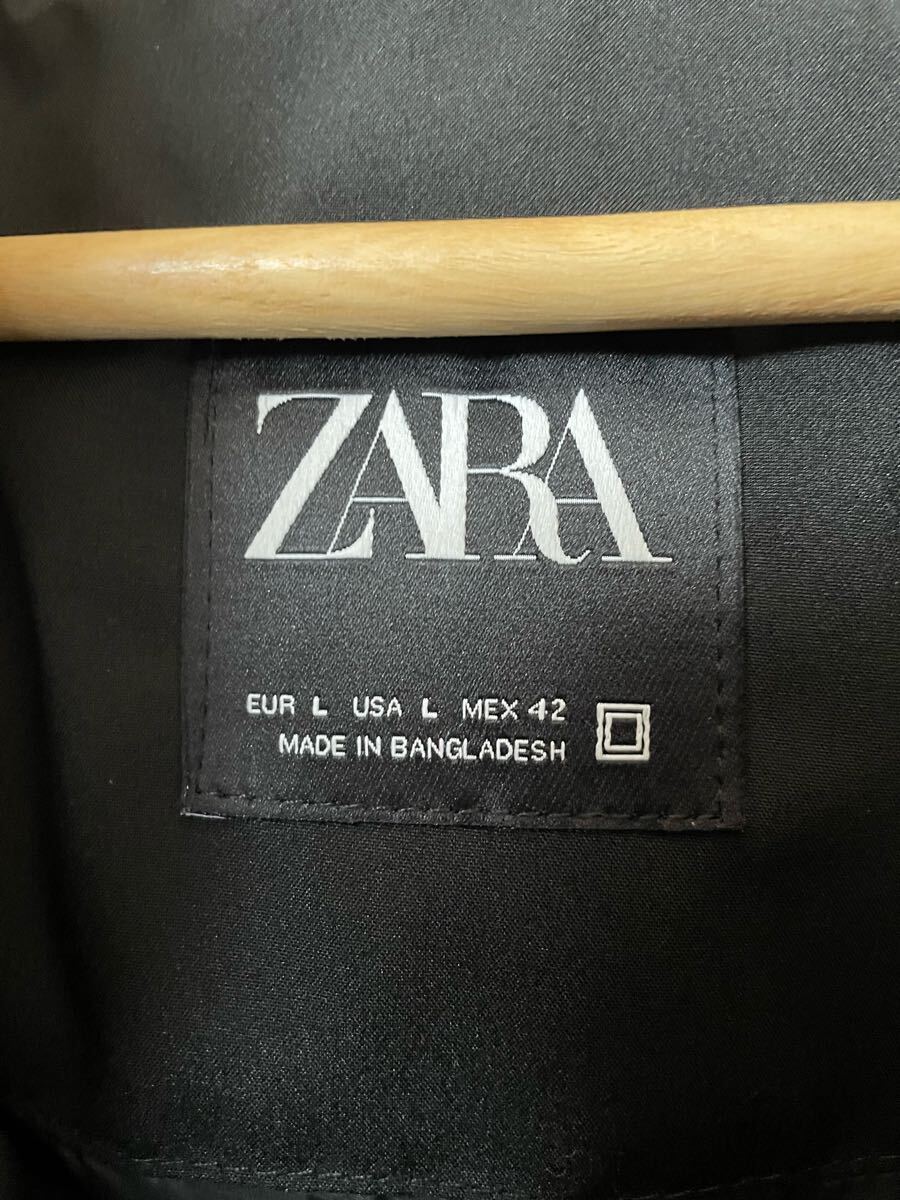 ZARA
EUR L USA L MEX 42
MADE IN BANGLADESH